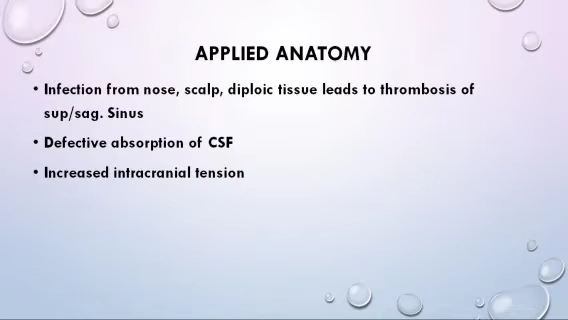 APPLIED ANATOMY
• Infection from nose, scalp, diploic tissue leads to thrombosis of
sup/sag. Sinus
• Defective absorption of CSF
• Increased intracranial tension